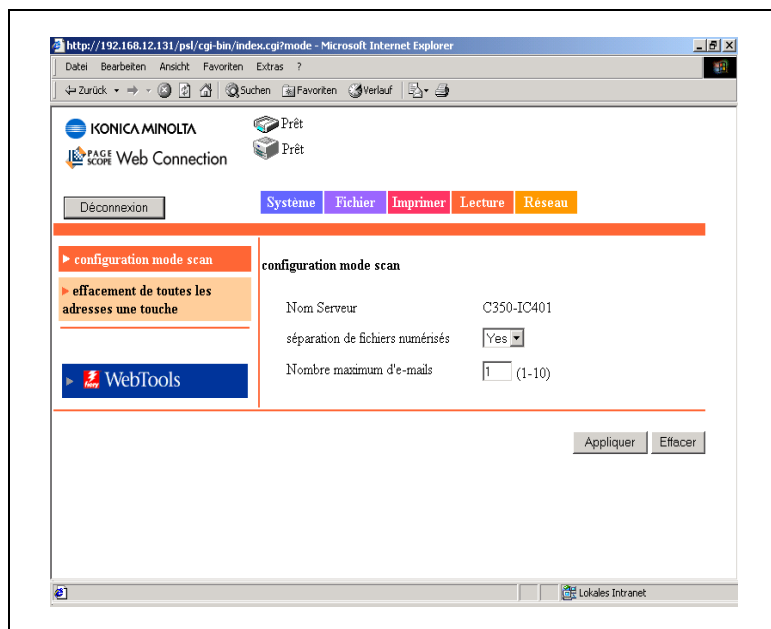 http://192.168.12.131/psl/cgi-bin/index.cgi?mode - Microsoft Internet Explorer
Datei Bearbeiten Ansicht Favoriten Extras ?
Zurück Suchen Favoriten Verlauf
KONICA MINOLTA
PAGE SCOPE Web Connection
Prêt
Prêt
Déconnexion
Système Fichier Imprimer Lecture Réseau
configuration mode scan
effacement de toutes les
adresses une touche
WebTools
configuration mode scan
Nom Serveur C350-IC401
séparation de fichiers numérisés Yes
Nombre maximum d'e-mails 1 (1-10)
Appliquer Effacer
Lokales Intranet